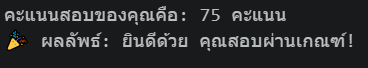 คะแนนสอบของคุณคือ: 75 คะแนน
🎉 ผลลัพธ์: ยินดีด้วย คุณสอบผ่านเกณฑ์!